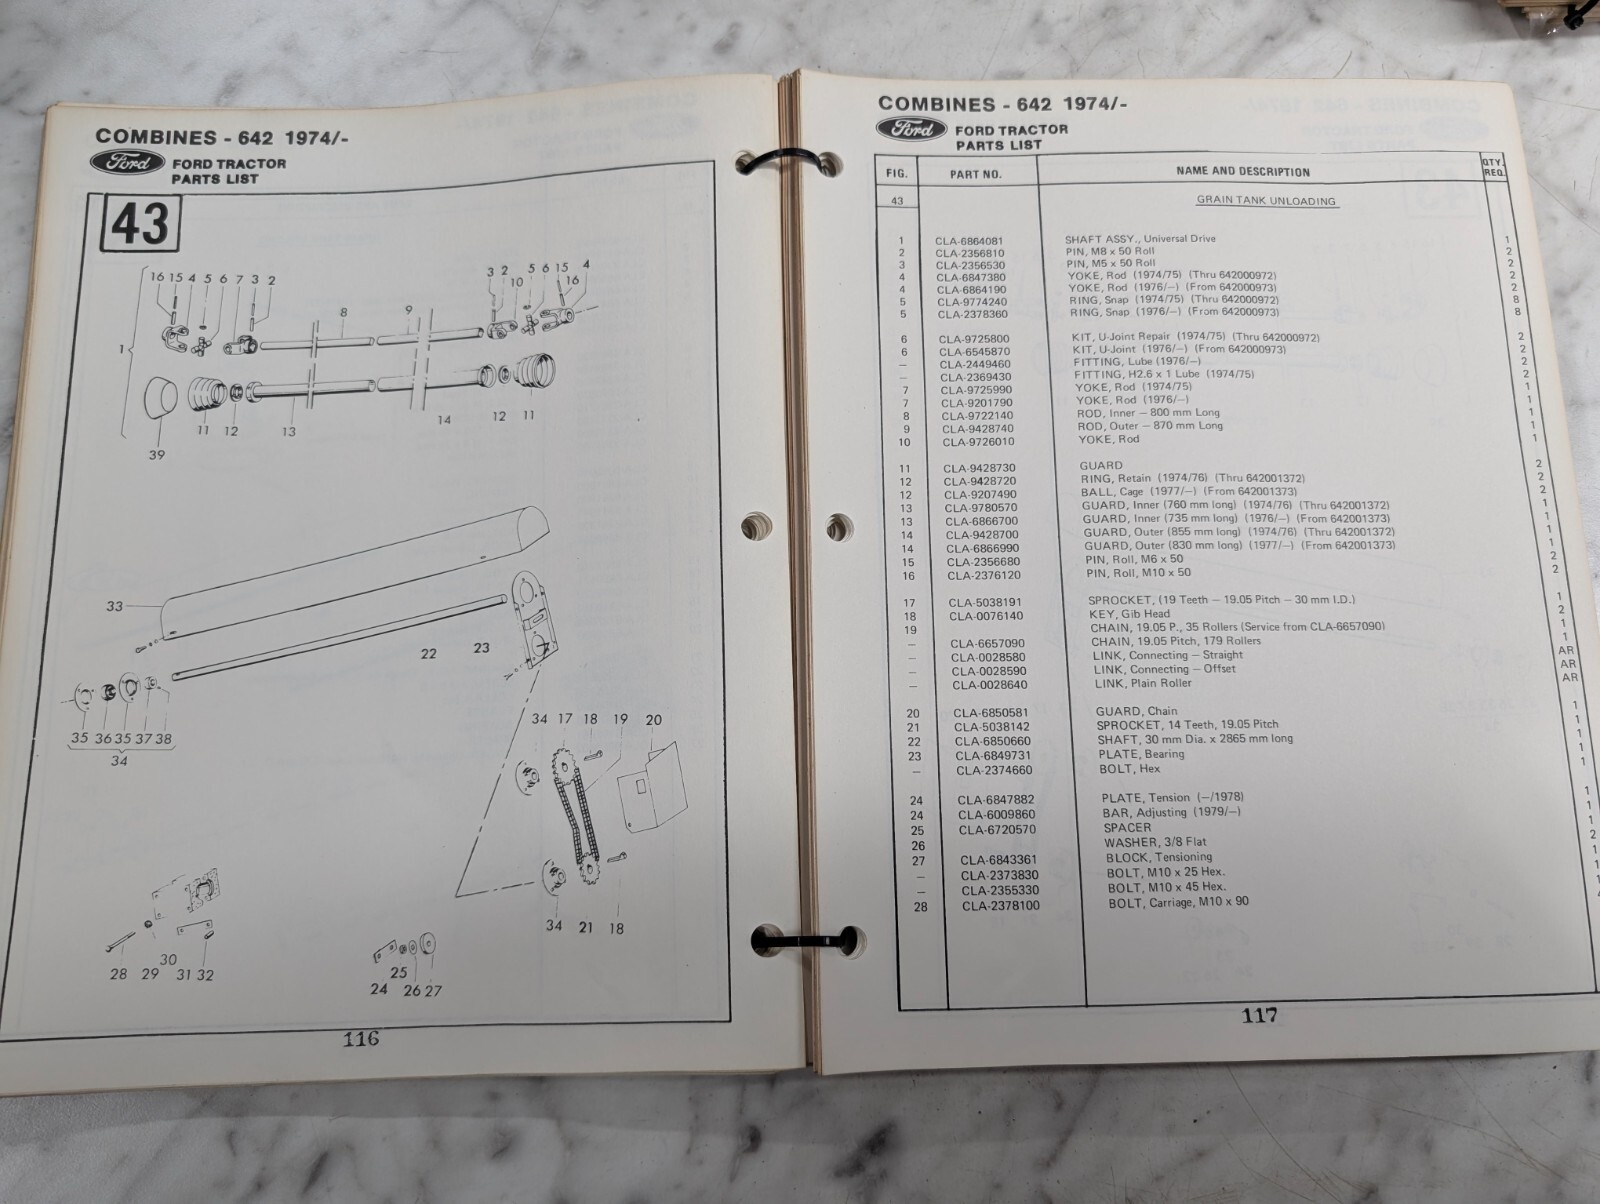 COMBINES - 642 1974/-
Ford FORD TRACTOR
PARTS LIST
43
16 15 4 5 6 7 3 2
8
9
3 2 10 5 6 15 16 4
1
39
11 12
13
14
12 11
33
22
23
35 36 35 37 38
34
34 17 18 19 20
34 21 18
28 29 30 31 32
24 25 26 27
116
COMBINES - 642 1974/-
Ford FORD TRACTOR
PARTS LIST
FIG. PART NO. NAME AND DESCRIPTION QTY. REQ.
43 GRAIN TANK UNLOADING
1 CLA-6864081 SHAFT ASSY., Universal Drive 1
2 CLA-2356810 PIN, M8 x 50 Roll 2
3 CLA-2356530 PIN, M5 x 50 Roll 2
4 CLA-6847380 YOKE, Rod (1974/75) (Thru 642000972) 2
4 CLA-6864190 YOKE, Rod (1976/–) (From 642000973) 2
5 CLA-9774240 RING, Snap (1974/75) (Thru 642000972) 8
5 CLA-2378360 RING, Snap (1976/–) (From 642000973) 8
6 CLA-9725800 KIT, U-Joint Repair (1974/75) (Thru 642000972) 2
6 CLA-6545870 KIT, U-Joint (1976/–) (From 642000973) 2
– CLA-2449460 FITTING, Lube (1976/–) 2
– CLA-2369430 FITTING, H2.6 x 1 Lube (1974/75) 2
7 CLA-9725990 YOKE, Rod (1974/75) 1
7 CLA-9201790 YOKE, Rod (1976/–) 1
8 CLA-9722140 ROD, Inner – 800 mm Long 1
9 CLA-9428740 ROD, Outer – 870 mm Long 1
10 CLA-9726010 YOKE, Rod 1
11 CLA-9428730 GUARD 2
12 CLA-9428720 RING, Retain (1974/76) (Thru 642001372) 2
12 CLA-9207490 BALL, Cage (1977/–) (From 642001373) 2
13 CLA-9780570 GUARD, Inner (760 mm long) (1974/76) (Thru 642001372) 1
13 CLA-6866700 GUARD, Inner (735 mm long) (1976/–) (From 642001373) 1
14 CLA-9428700 GUARD, Outer (855 mm long) (1974/76) (Thru 642001372) 1
14 CLA-6866990 GUARD, Outer (830 mm long) (1977/–) (From 642001373) 1
15 CLA-2356680 PIN, Roll, M6 x 50 2
16 CLA-2376120 PIN, Roll, M10 x 50 2
17 CLA-5038191 SPROCKET, (19 Teeth – 19.05 Pitch – 30 mm I.D.) 1
18 CLA-0076140 KEY, Gib Head 2
19 CHAIN, 19.05 P., 35 Rollers (Service from CLA-6657090) 1
– CLA-6657090 CHAIN, 19.05 Pitch, 179 Rollers 1
– CLA-0028580 LINK, Connecting – Straight AR
– CLA-0028590 LINK, Connecting – Offset AR
– CLA-0028640 LINK, Plain Roller AR
20 CLA-6850581 GUARD, Chain 1
21 CLA-5038142 SPROCKET, 14 Teeth, 19.05 Pitch 1
22 CLA-6850660 SHAFT, 30 mm Dia. x 2865 mm long 1
23 CLA-6849731 PLATE, Bearing 1
– CLA-2374660 BOLT, Hex 1
24 CLA-6847882 PLATE, Tension (–/1978) 1
24 CLA-6009860 BAR, Adjusting (1979/–) 1
25 CLA-6720570 SPACER 1
26 WASHER, 3/8 Flat 2
27 CLA-6843361 BLOCK, Tensioning 1
– CLA-2373830 BOLT, M10 x 25 Hex. 1
– CLA-2355330 BOLT, M10 x 45 Hex. 1
28 CLA-2378100 BOLT, Carriage, M10 x 90
117